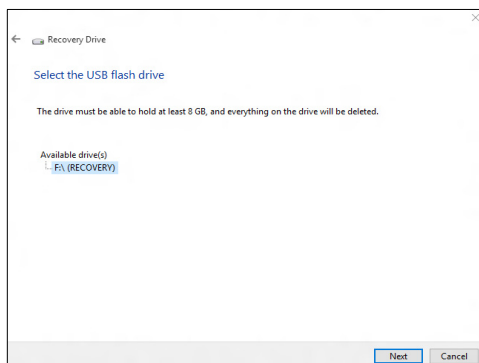 Recovery Drive
Select the USB flash drive
The drive must be able to hold at least 8 GB, and everything on the drive will be deleted.
Available drive(s)
F:\ (RECOVERY)
Next Cancel